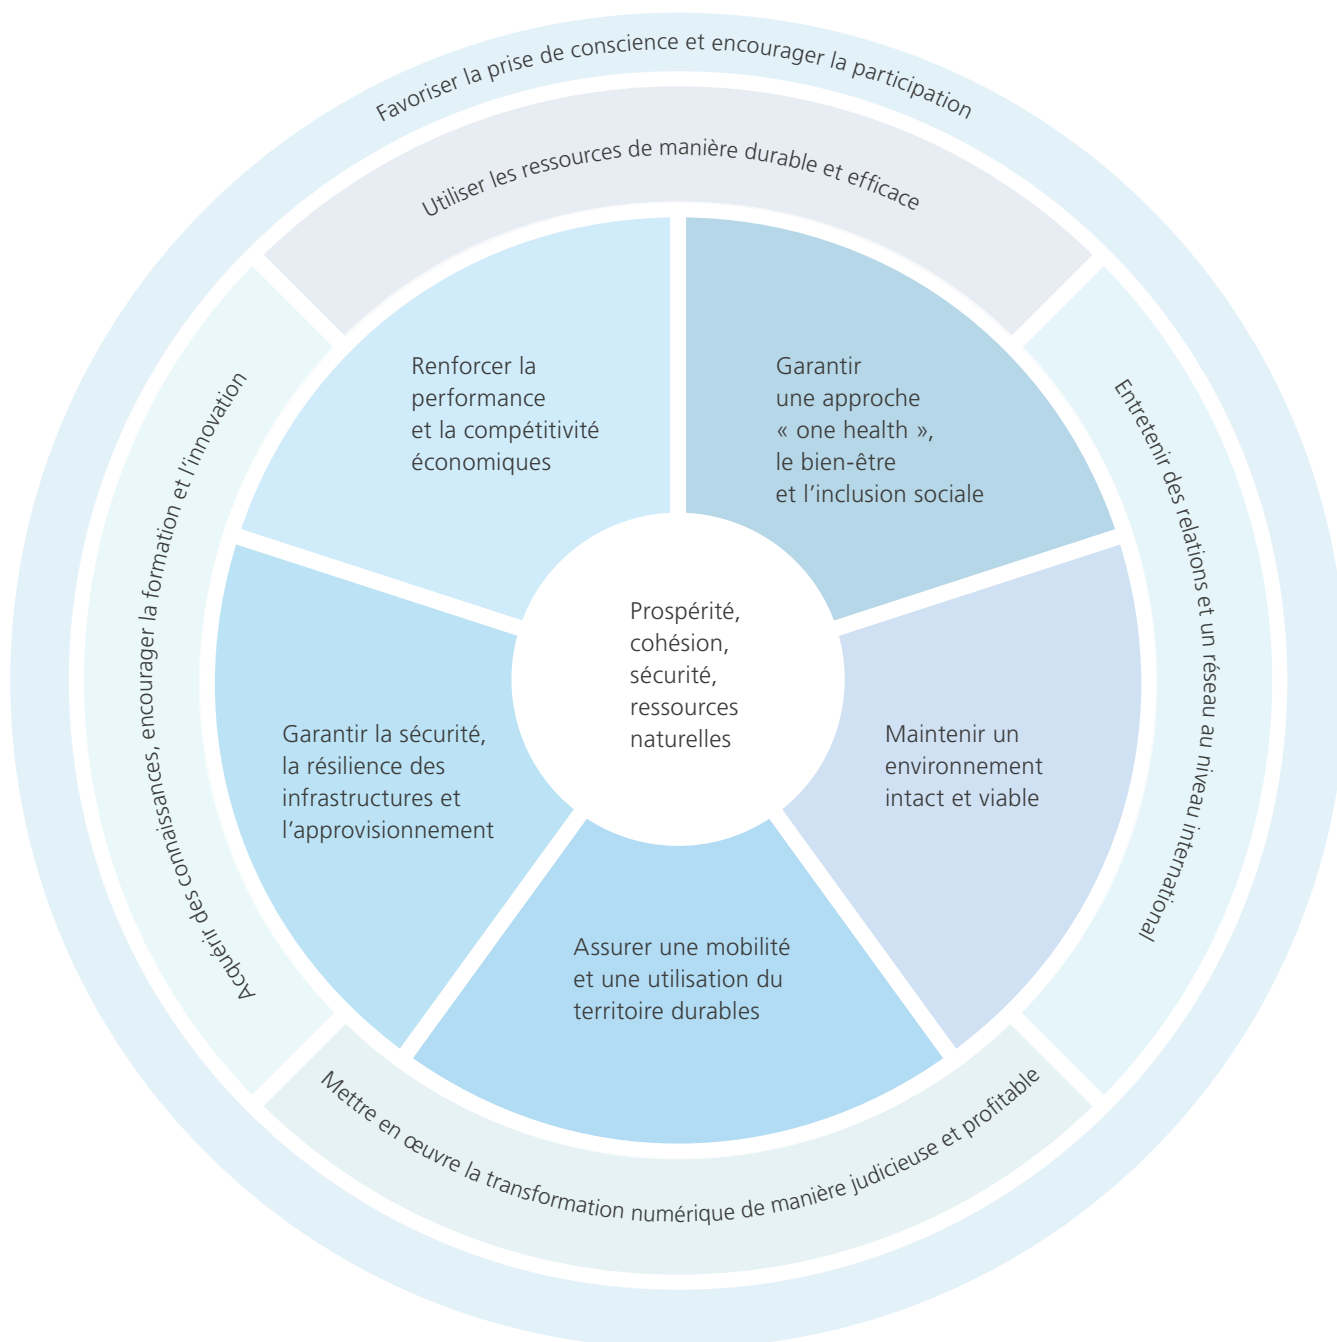 Favoriser la prise de conscience et encourager la participation
Utiliser les ressources de manière durable et efficace
Renforcer la
performance
et la compétitivité
économiques
Garantir
une approche
« one health »,
le bien-être
et l’inclusion sociale
Acquérir des connaissances, encourager la formation et l’innovation
Entretenir des relations et un réseau au niveau international
Prospérité,
cohésion,
sécurité,
ressources
naturelles
Garantir la sécurité,
la résilience des
infrastructures et
l’approvisionnement
Maintenir un
environnement
intact et viable
Assurer une mobilité
et une utilisation du
territoire durables
Mettre en œuvre la transformation numérique de manière judicieuse et profitable